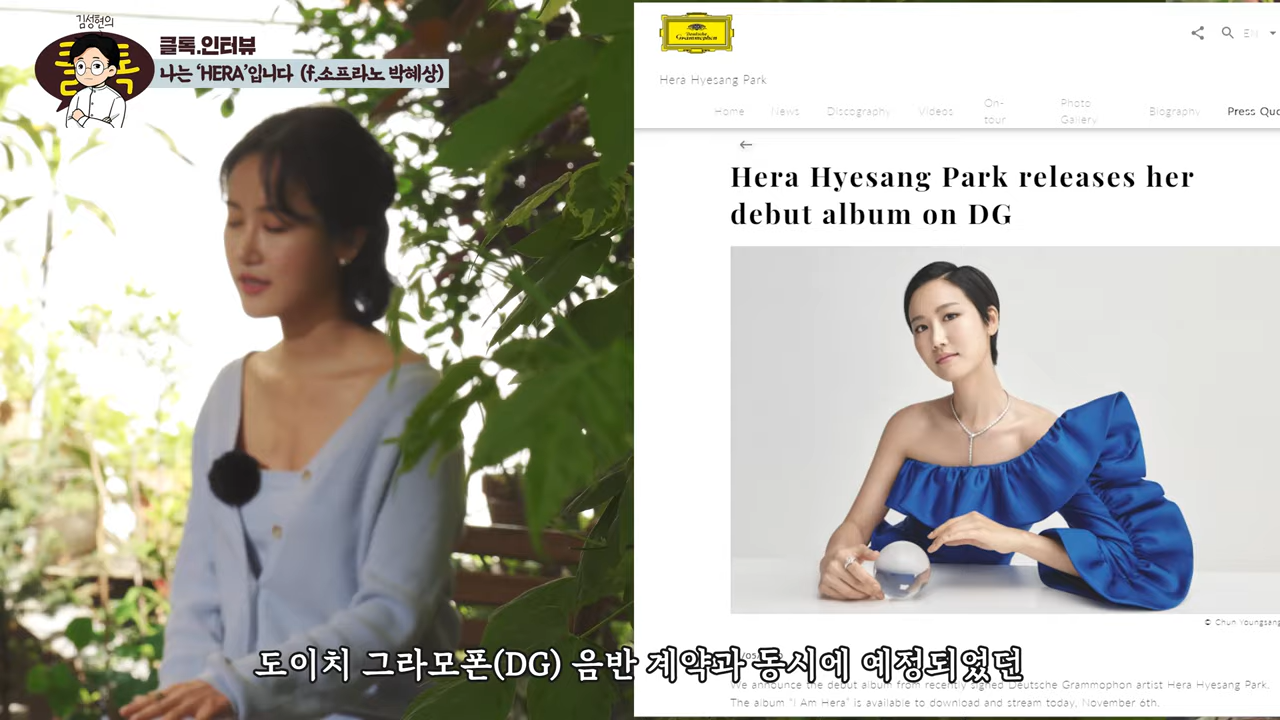 김성현의
클톡
클톡.인터뷰
나는 ‘HERA’입니다 (f.소프라노 박혜상)
Deutsche
Grammophon
EN
Hera Hyesang Park
Home News Discography Videos On-tour Photo Gallery Biography Press Quo
Hera Hyesang Park releases her
debut album on DG
© Chun Youngsang
도이치 그라모폰(DG) 음반 계약과 동시에 예정되었던
We announce the debut album from recently signed Deutsche Grammophon artist Hera Hyesang Park.
The album "I Am Hera" is available to download and stream today, November 6th.